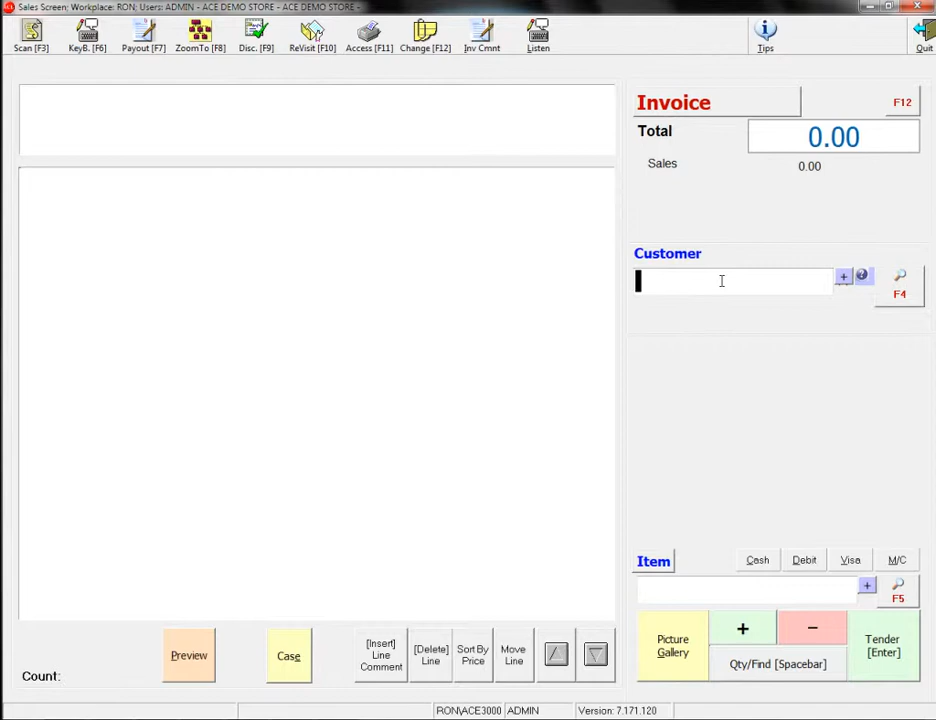 Sales Screen; Workplace: RON; Users: ADMIN - ACE DEMO STORE - ACE DEMO STORE -
Scan [F3] KeyB. [F6] Payout [F7] ZoomTo [F8] Disc. [F9] ReVisit [F10] Access [F11] Change [F12] Inv Cmnt Listen Tips Quit
Invoice F12
Total 0.00
Sales 0.00
Customer
+ ? F4
Item Cash Debit Visa M/C
+ F5
Picture Gallery + − Tender [Enter]
Qty/Find [Spacebar]
Preview Case [Insert] Line Comment [Delete] Line Sort By Price Move Line
Count:
RON\ACE3000 ADMIN Version: 7.171.120